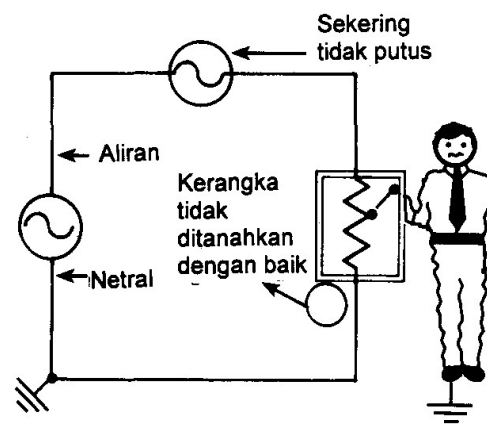 Sekering
tidak putus
Aliran
Kerangka
tidak
ditanahkan
dengan baik
Netral